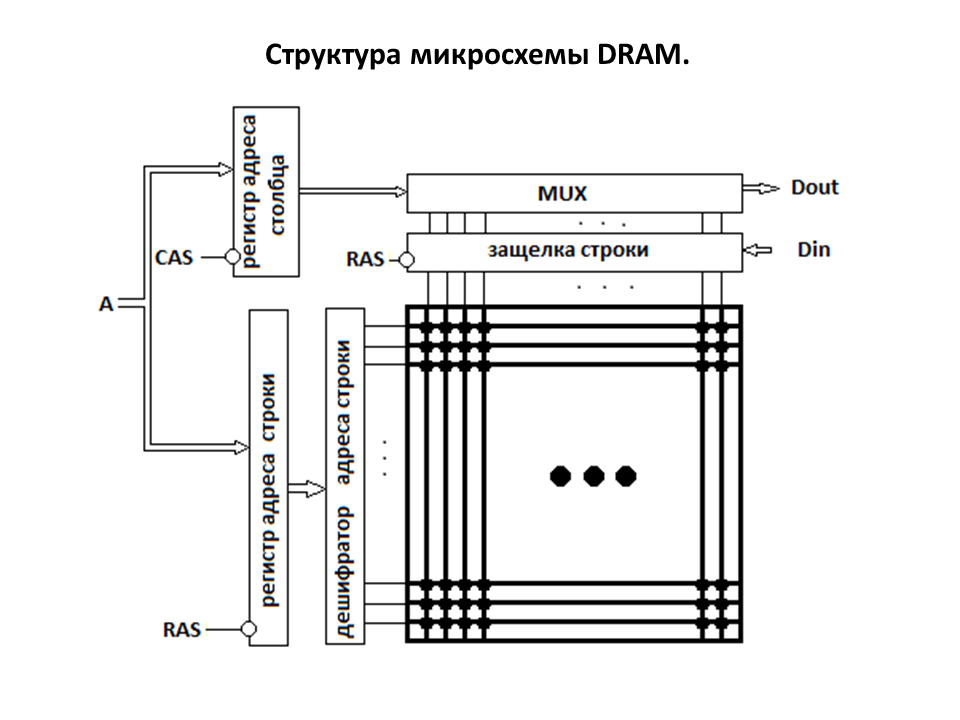 Структура микросхемы DRAM.
регистр адреса
столбца
MUX
Dout
. . .
CAS
RAS
защелка строки
Din
. . .
A
регистр адреса строки
дешифратор адреса строки
. . .
RAS